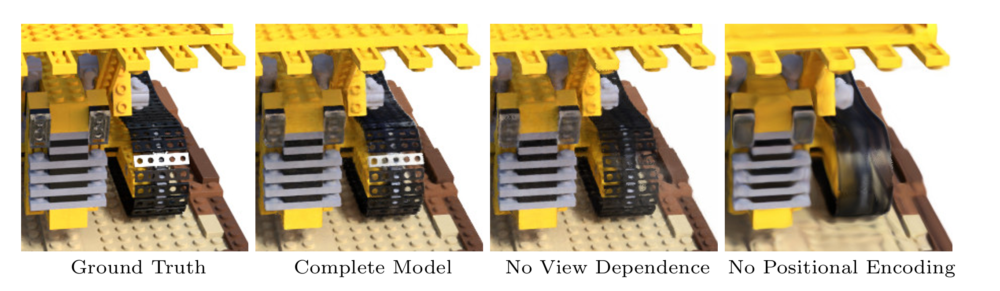 Ground Truth
Complete Model
No View Dependence
No Positional Encoding